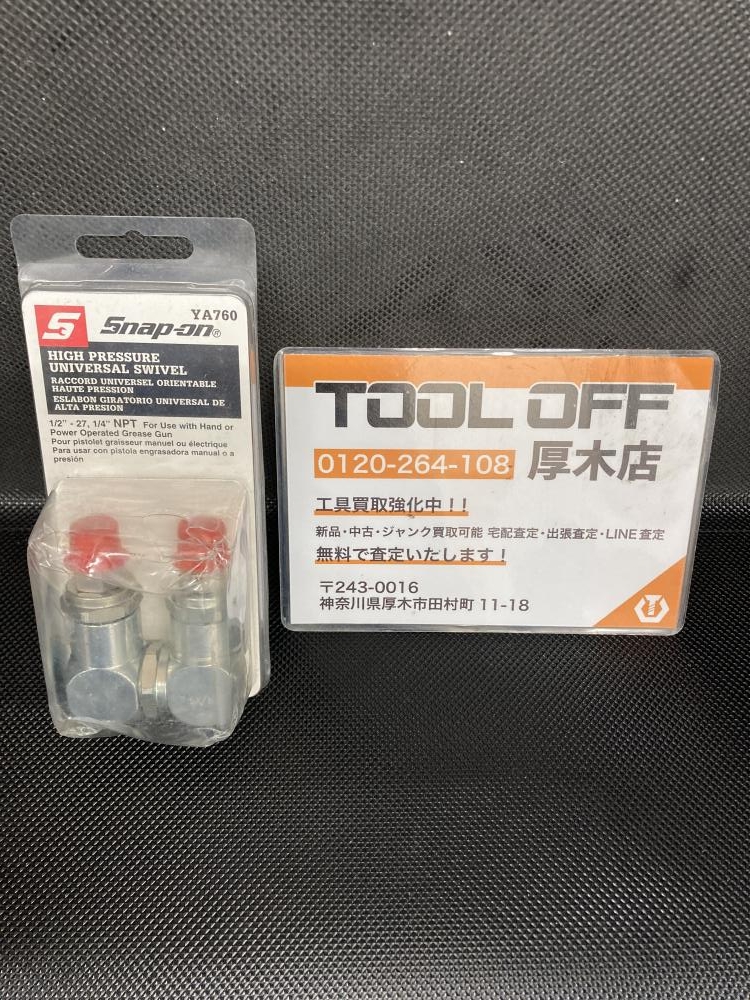 YA760
Snap-on®
HIGH PRESSURE
UNIVERSAL SWIVEL
RACCORD UNIVERSEL ORIENTABLE
HAUTE PRESSION
ESLABON GIRATORIO UNIVERSAL DE
ALTA PRESION
1/2" - 27, 1/4" NPT For Use with Hand or
Power Operated Grease Gun
Pour pistolet graisseur manuel ou électrique
Para usar con pistola engrasadora manual o a
presión
TOOL OFF
0120-264-108 厚木店
工具買取強化中!!
新品・中古・ジャンク買取可能 宅配査定・出張査定・LINE査定
無料で査定いたします!
〒243-0016
神奈川県厚木市田村町 11-18